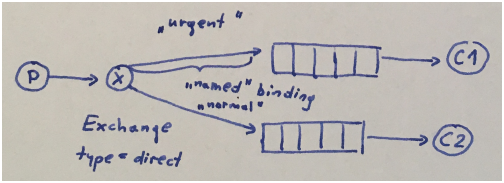 „urgent“
C1
P
X
„named“ binding
„normal“
Exchange
type = direct
C2